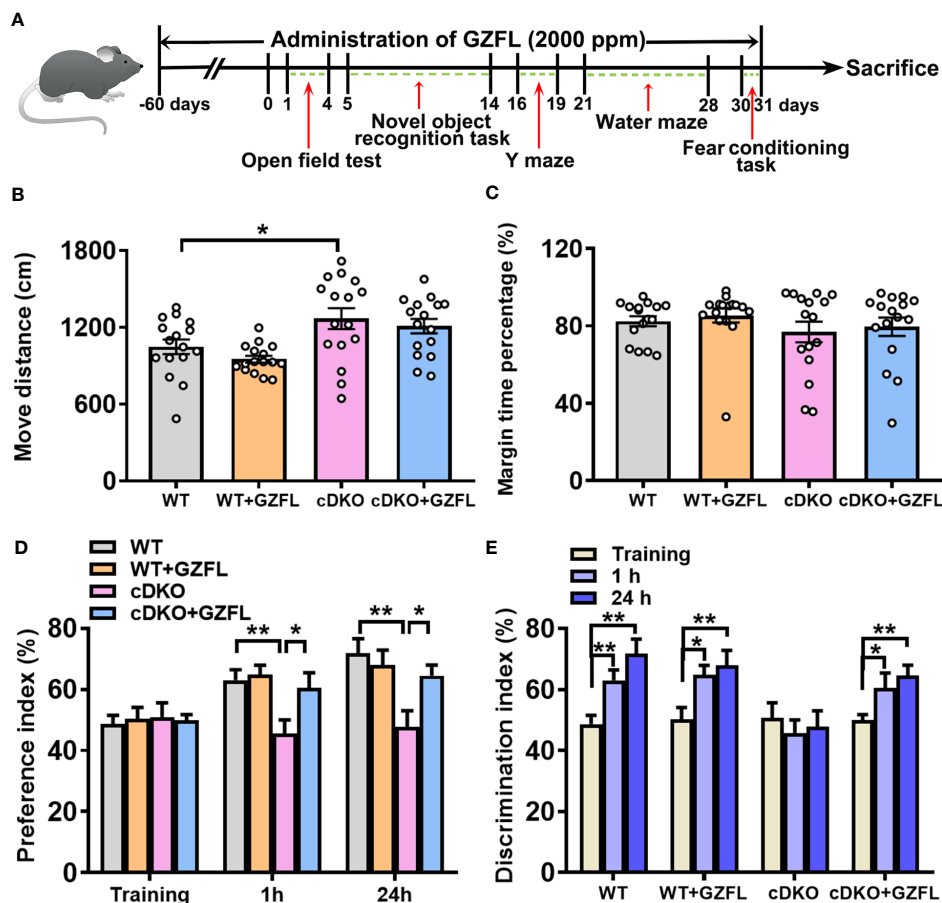 A
Administration of GZFL (2000 ppm)
Sacrifice
-60 days
0 1 4 5 14 16 19 21 28 30 31 days
Open field test
Novel object
recognition task
Y maze
Water maze
Fear conditioning
task
B
Move distance (cm)
1800
1200
600
0
*
WT WT+GZFL cDKO cDKO+GZFL
C
Margin time percentage (%)
120
80
40
0
WT WT+GZFL cDKO cDKO+GZFL
D
WT
WT+GZFL
cDKO
cDKO+GZFL
Preference index (%)
80
60
40
20
0
** * ** *
Training 1h 24h
E
Training
1 h
24 h
Discrimination index (%)
80
60
40
20
0
** ** ** * ** *
WT WT+GZFL cDKO cDKO+GZFL